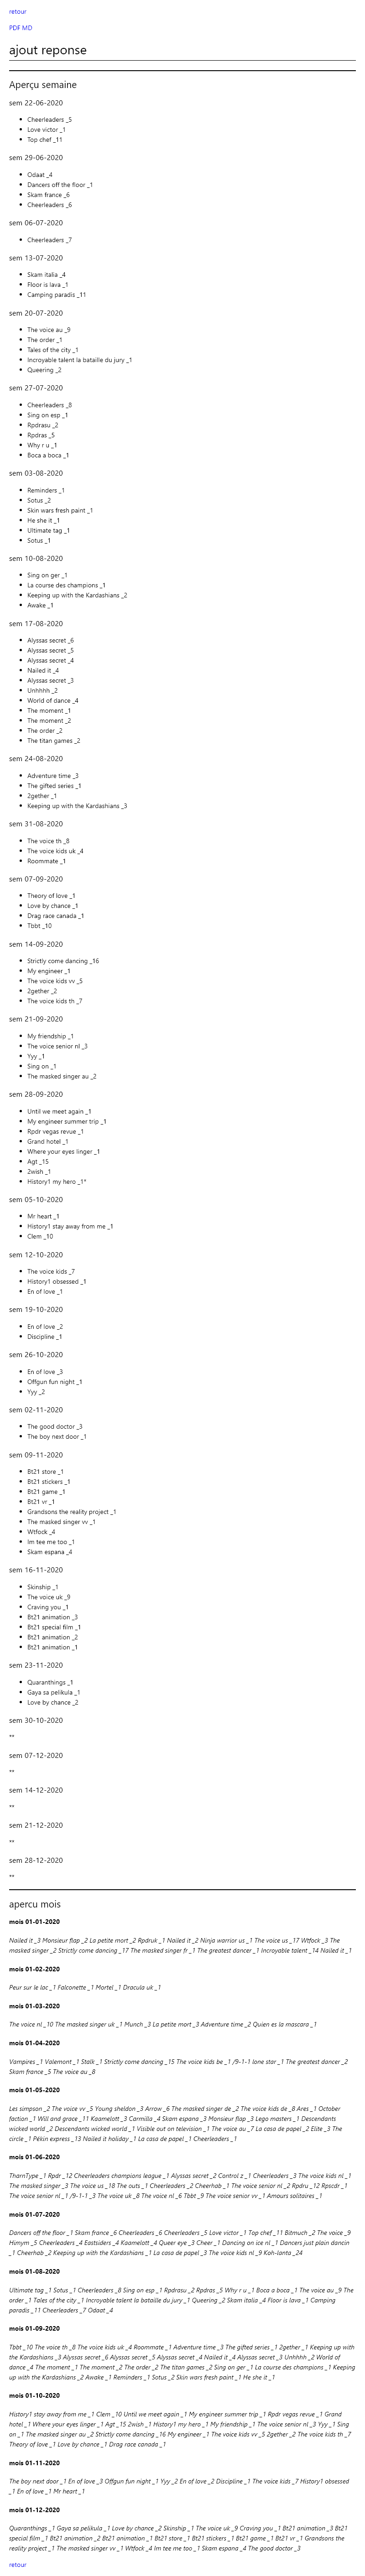 retour
PDF MD
ajout reponse
Aperçu semaine
sem 22-06-2020
Cheerleaders _5
Love victor _1
Top chef _11
sem 29-06-2020
Odaat _4
Dancers off the floor _1
Skam france _6
Cheerleaders _6
sem 06-07-2020
Cheerleaders _7
sem 13-07-2020
Skam italia _4
Floor is lava _1
Camping paradis _11
sem 20-07-2020
The voice au _9
The order _1
Tales of the city _1
Incroyable talent la bataille du jury _1
Queering _2
sem 27-07-2020
Cheerleaders _8
Sing on esp _1
Rpdrasu _2
Rpdras _5
Why r u _1
Boca a boca _1
sem 03-08-2020
Reminders _1
Sotus _2
Skin wars fresh paint _1
He she it _1
Ultimate tag _1
Sotus _1
sem 10-08-2020
Sing on ger _1
La course des champions _1
Keeping up with the Kardashians _2
Awake _1
sem 17-08-2020
Alyssas secret _6
Alyssas secret _5
Alyssas secret _4
Nailed it _4
Alyssas secret _3
Unhhhh _2
World of dance _4
The moment _1
The moment _2
The order _2
The titan games _2
sem 24-08-2020
Adventure time _3
The gifted series _1
2gether _1
Keeping up with the Kardashians _3
sem 31-08-2020
The voice th _8
The voice kids uk _4
Roommate _1
sem 07-09-2020
Theory of love _1
Love by chance _1
Drag race canada _1
Tbbt _10
sem 14-09-2020
Strictly come dancing _16
My engineer _1
The voice kids vv _5
2gether _2
The voice kids th _7
sem 21-09-2020
My friendship _1
The voice senior nl _3
Yyy _1
Sing on _1
The masked singer au _2
sem 28-09-2020
Until we meet again _1
My engineer summer trip _1
Rpdr vegas revue _1
Grand hotel _1
Where your eyes linger _1
Agt _15
2wish _1
History1 my hero _1*
sem 05-10-2020
Mr heart _1
History1 stay away from me _1
Clem _10
sem 12-10-2020
The voice kids _7
History1 obsessed _1
En of love _1
sem 19-10-2020
En of love _2
Discipline _1
sem 26-10-2020
En of love _3
Offgun fun night _1
Yyy _2
sem 02-11-2020
The good doctor _3
The boy next door _1
sem 09-11-2020
Bt21 store _1
Bt21 stickers _1
Bt21 game _1
Bt21 vr _1
Grandsons the reality project _1
The masked singer vv _1
Wtfock _4
Im tee me too _1
Skam espana _4
sem 16-11-2020
Skinship _1
The voice uk _9
Craving you _1
Bt21 animation _3
Bt21 special film _1
Bt21 animation _2
Bt21 animation _1
sem 23-11-2020
Quaranthings _1
Gaya sa pelikula _1
Love by chance _2
sem 30-10-2020
**
sem 07-12-2020
**
sem 14-12-2020
**
sem 21-12-2020
**
sem 28-12-2020
**
apercu mois
mois 01-01-2020
Nailed it _3 Monsieur flap _2 La petite mort _2 Rpdruk _1 Nailed it _2 Ninja warrior us _1 The voice us _17 Wtfock _3 The
masked singer _2 Strictly come dancing _17 The masked singer fr _1 The greatest dancer _1 Incroyable talent _14 Nailed it _1
mois 01-02-2020
Peur sur le lac _1 Falconette _1 Mortel _1 Dracula uk _1
mois 01-03-2020
The voice nl _10 The masked singer uk _1 Munch _3 La petite mort _3 Adventure time _2 Quien es la mascara _1
mois 01-04-2020
Vampires _1 Valemont _1 Stalk _1 Strictly come dancing _15 The voice kids be _1 /9-1-1 lone star _1 The greatest dancer _2
Skam france _5 The voice au _8
mois 01-05-2020
Les simpson _2 The voice vv _5 Young sheldon _3 Arrow _6 The masked singer de _2 The voice kids de _8 Ares _1 October
faction _1 Will and grace _11 Kaamelott _3 Carmilla _4 Skam espana _3 Monsieur flap _3 Lego masters _1 Descendants
wicked world _2 Descendants wicked world _1 Visible out on television _1 The voice au _7 La casa de papel _2 Elite _3 The
circle _1 Pékin express _13 Nailed it holiday _1 La casa de papel _1 Cheerleaders _1
mois 01-06-2020
TharnType _1 Rpdr _12 Cheerleaders champions league _1 Alyssas secret _2 Control z _1 Cheerleaders _3 The voice kids nl _1
The masked singer _3 The voice us _18 The outs _1 Cheerleaders _2 Cheerhab _1 The voice senior nl _2 Rpdru _12 Rpscdr _1
The voice senior nl _1 /9-1-1 _3 The voice uk _8 The voice nl _6 Tbbt _9 The voice senior vv _1 Amours solitaires _1
mois 01-07-2020
Dancers off the floor _1 Skam france _6 Cheerleaders _6 Cheerleaders _5 Love victor _1 Top chef _11 Bitmuch _2 The voice _9
Himym _5 Cheerleaders _4 Eastsiders _4 Kaamelott _4 Queer eye _3 Cheer _1 Dancing on ice nl _1 Dancers just plain dancin
_1 Cheerhab _2 Keeping up with the Kardashians _1 La casa de papel _3 The voice kids nl _9 Koh-lanta _24
mois 01-08-2020
Ultimate tag _1 Sotus _1 Cheerleaders _8 Sing on esp _1 Rpdrasu _2 Rpdras _5 Why r u _1 Boca a boca _1 The voice au _9 The
order _1 Tales of the city _1 Incroyable talent la bataille du jury _1 Queering _2 Skam italia _4 Floor is lava _1 Camping
paradis _11 Cheerleaders _7 Odaat _4
mois 01-09-2020
Tbbt _10 The voice th _8 The voice kids uk _4 Roommate _1 Adventure time _3 The gifted series _1 2gether _1 Keeping up with
the Kardashians _3 Alyssas secret _6 Alyssas secret _5 Alyssas secret _4 Nailed it _4 Alyssas secret _3 Unhhhh _2 World of
dance _4 The moment _1 The moment _2 The order _2 The titan games _2 Sing on ger _1 La course des champions _1 Keeping
up with the Kardashians _2 Awake _1 Reminders _1 Sotus _2 Skin wars fresh paint _1 He she it _1
mois 01-10-2020
History1 stay away from me _1 Clem _10 Until we meet again _1 My engineer summer trip _1 Rpdr vegas revue _1 Grand
hotel _1 Where your eyes linger _1 Agt _15 2wish _1 History1 my hero _1 My friendship _1 The voice senior nl _3 Yyy _1 Sing
on _1 The masked singer au _2 Strictly come dancing _16 My engineer _1 The voice kids vv _5 2gether _2 The voice kids th _7
Theory of love _1 Love by chance _1 Drag race canada _1
mois 01-11-2020
The boy next door _1 En of love _3 Offgun fun night _1 Yyy _2 En of love _2 Discipline _1 The voice kids _7 History1 obsessed
_1 En of love _1 Mr heart _1
mois 01-12-2020
Quaranthings _1 Gaya sa pelikula _1 Love by chance _2 Skinship _1 The voice uk _9 Craving you _1 Bt21 animation _3 Bt21
special film _1 Bt21 animation _2 Bt21 animation _1 Bt21 store _1 Bt21 stickers _1 Bt21 game _1 Bt21 vr _1 Grandsons the
reality project _1 The masked singer vv _1 Wtfock _4 Im tee me too _1 Skam espana _4 The good doctor _3
retour